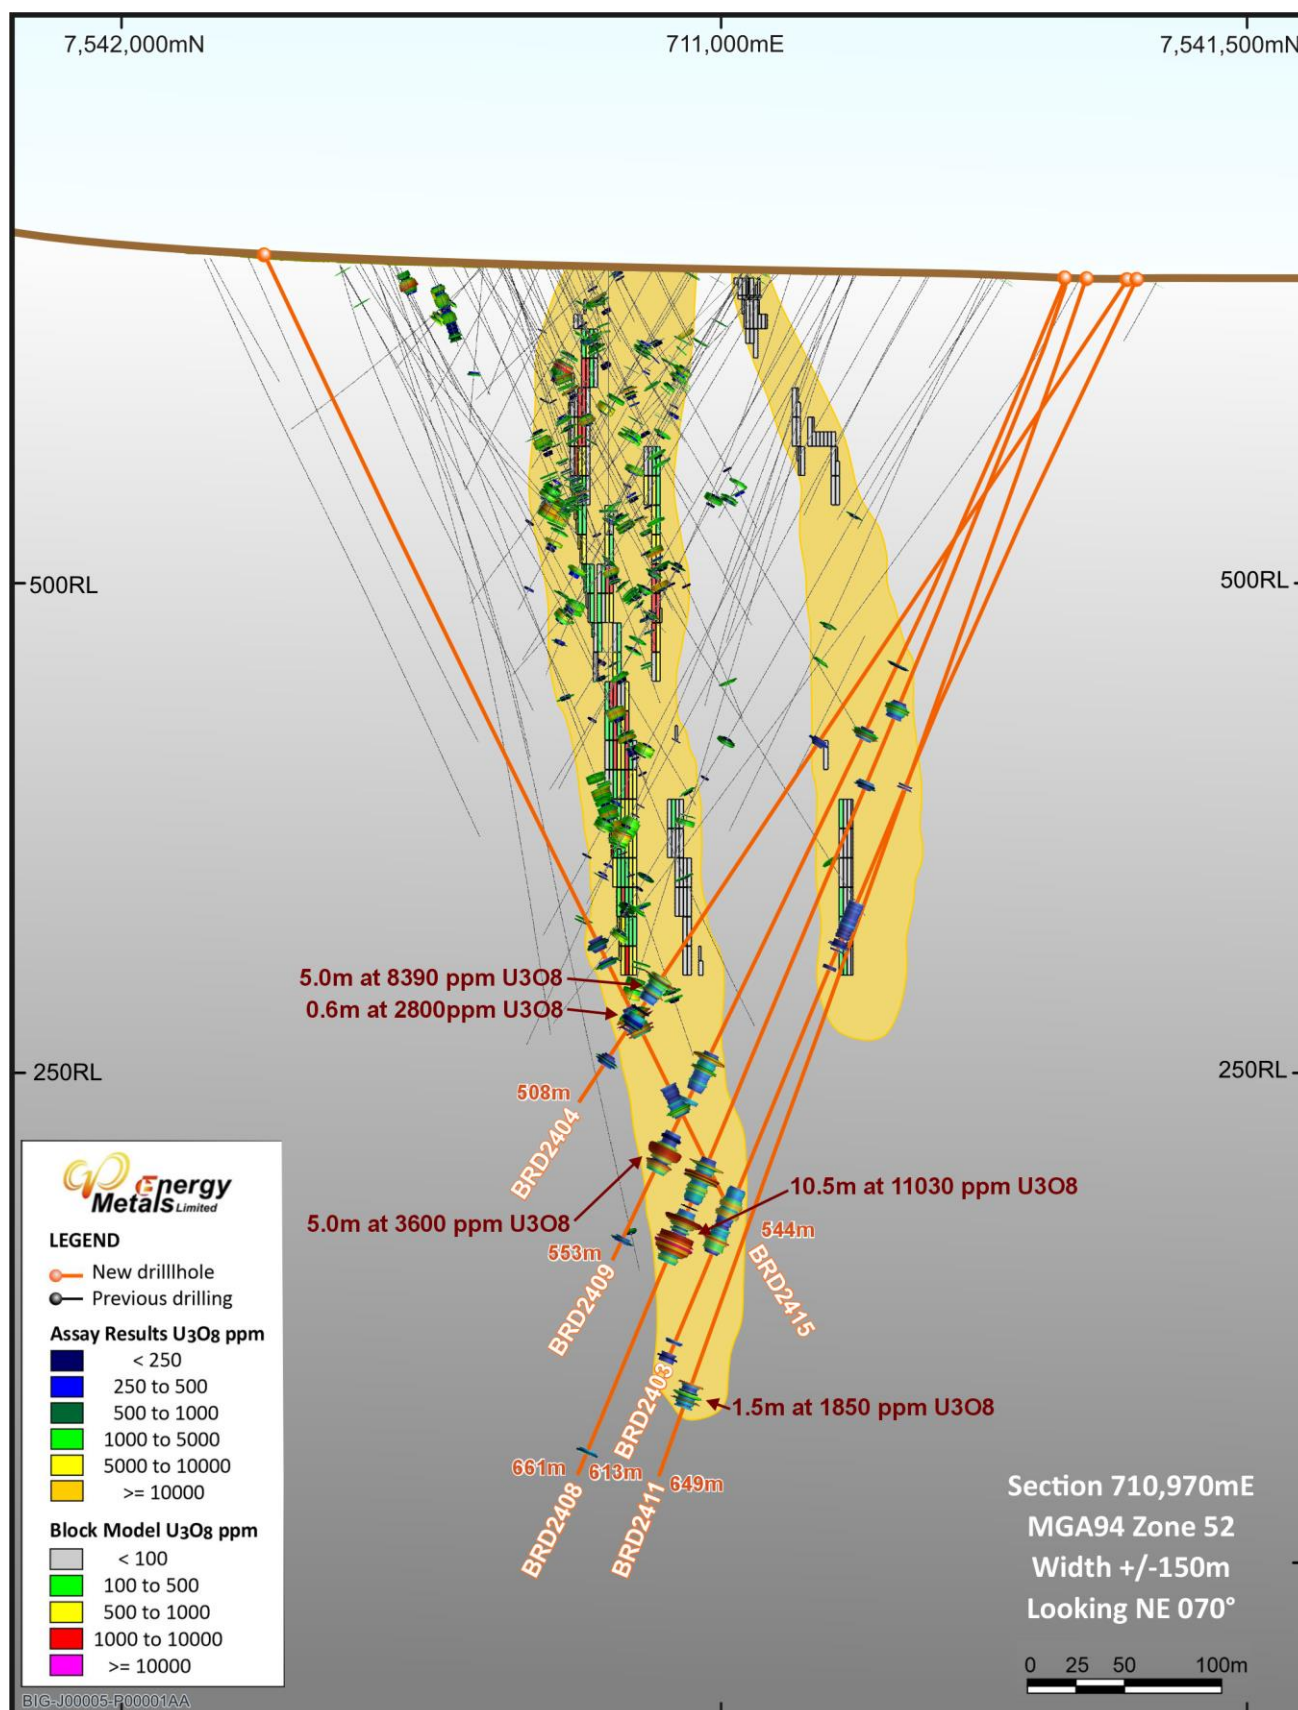 7,542,000mN
711,000mE
7,541,500mN
500RL
500RL
5.0m at 8390 ppm U3O8
0.6m at 2800ppm U3O8
250RL
250RL
508m
BRD2404
10.5m at 11030 ppm U3O8
5.0m at 3600 ppm U3O8
544m
553m
BRD2409
BRD2415
BRD2403
1.5m at 1850 ppm U3O8
661m
613m
649m
BRD2408
BRD2411
Energy
Metals Limited
LEGEND
New drilllhole
Previous drilling
Assay Results U3O8 ppm
< 250
250 to 500
500 to 1000
1000 to 5000
5000 to 10000
>= 10000
Block Model U3O8 ppm
< 100
100 to 500
500 to 1000
1000 to 10000
>= 10000
BIG-J00005-P00001AA
Section 710,970mE
MGA94 Zone 52
Width +/-150m
Looking NE 070°
0 25 50 100m